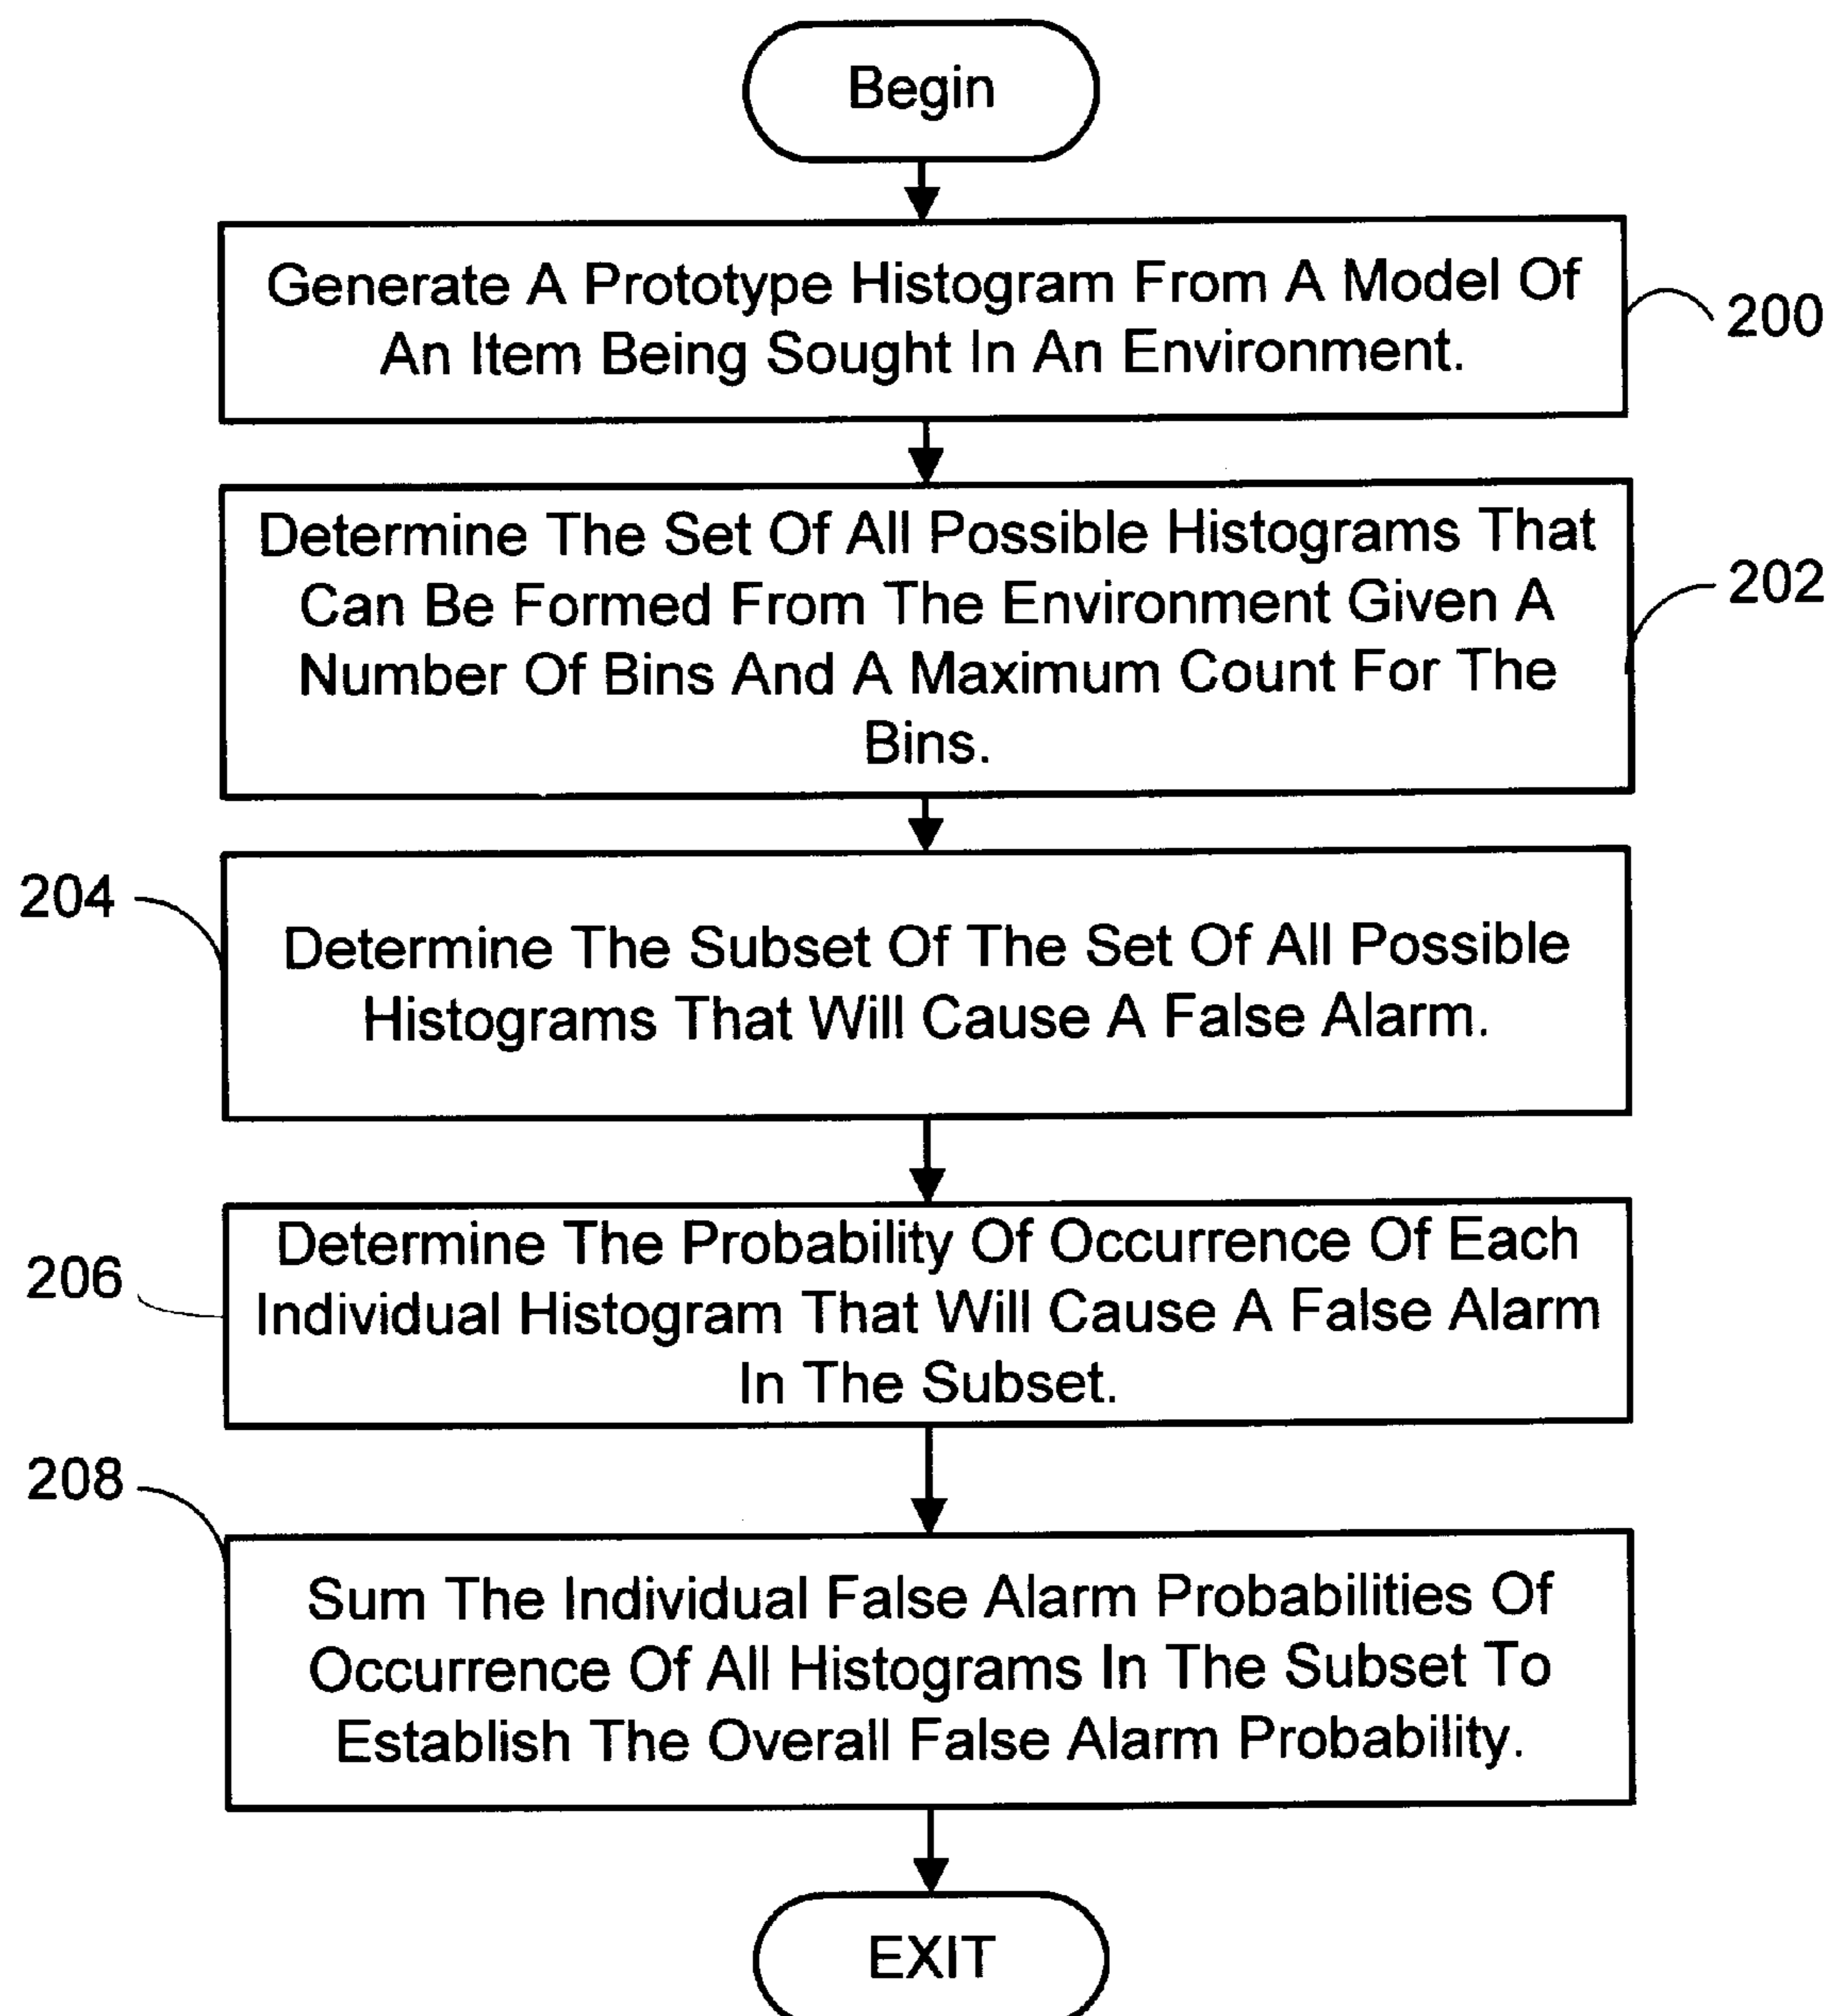 Begin
Generate A Prototype Histogram From A Model Of
An Item Being Sought In An Environment.
200
Determine The Set Of All Possible Histograms That
Can Be Formed From The Environment Given A
Number Of Bins And A Maximum Count For The
Bins.
202
204
Determine The Subset Of The Set Of All Possible
Histograms That Will Cause A False Alarm.
206
Determine The Probability Of Occurrence Of Each
Individual Histogram That Will Cause A False Alarm
In The Subset.
208
Sum The Individual False Alarm Probabilities Of
Occurrence Of All Histograms In The Subset To
Establish The Overall False Alarm Probability.
EXIT